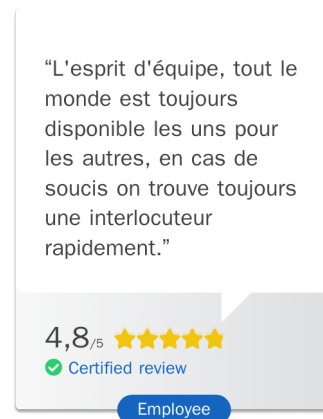 “L'esprit d'équipe, tout le
monde est toujours
disponible les uns pour
les autres, en cas de
soucis on trouve toujours
une interlocuteur
rapidement.”
4,8/5
Certified review
Employee